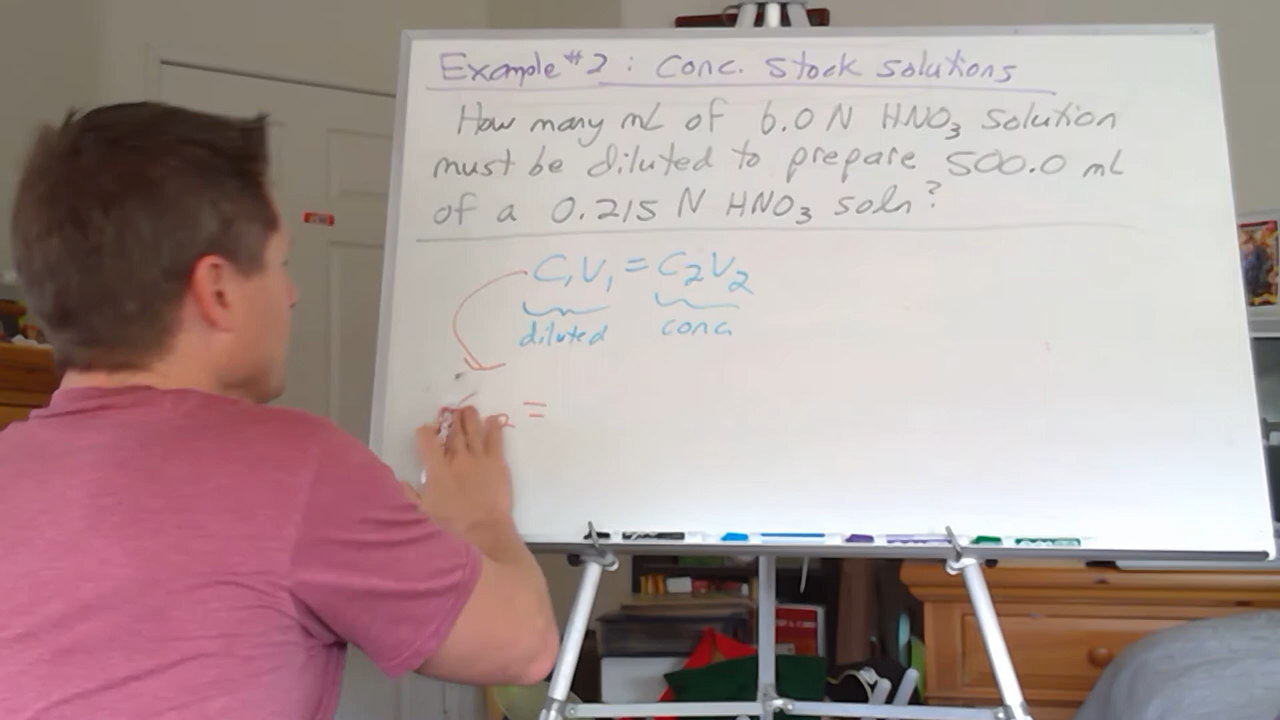 Example #2: Conc. Stock Solutions
How many mL of 6.0 N HNO₃ solution
must be diluted to prepare 500.0 mL
of a 0.215 N HNO₃ soln?
C₁V₁ = C₂V₂
diluted conc
₂ =